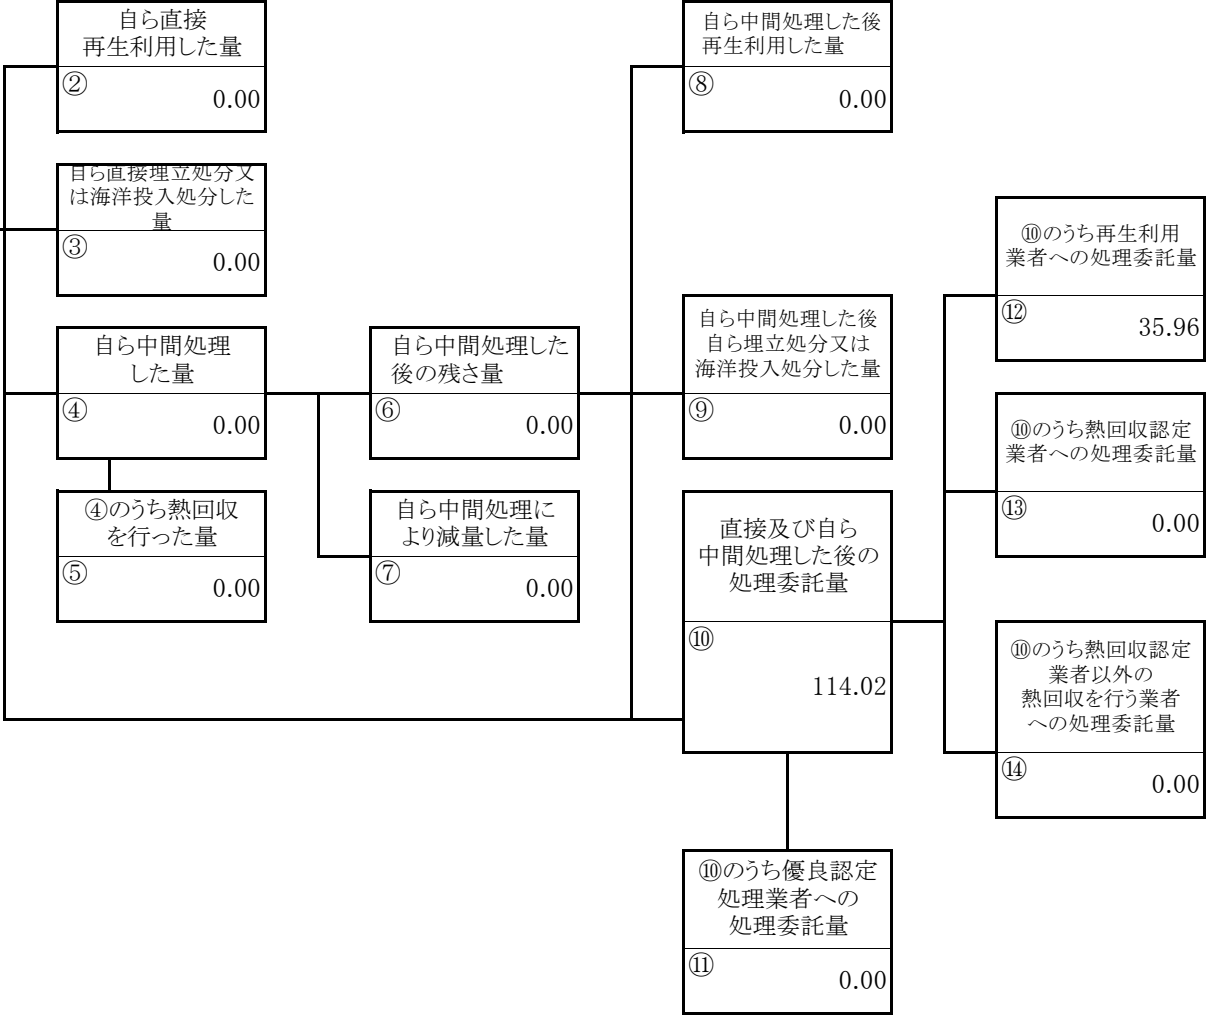 自ら直接
再生利用した量
②
0.00
自ら直接埋立処分又
は海洋投入処分した
量
③
0.00
自ら中間処理
した量
④
0.00
④のうち熱回収
を行った量
⑤
0.00
自ら中間処理した
後の残さ量
⑥
0.00
自ら中間処理に
より減量した量
⑦
0.00
自ら中間処理した後
再生利用した量
⑧
0.00
自ら中間処理した後
自ら埋立処分又は
海洋投入処分した量
⑨
0.00
直接及び自ら
中間処理した後の
処理委託量
⑩
114.02
⑩のうち優良認定
処理業者への
処理委託量
⑪
0.00
⑩のうち再生利用
業者への処理委託量
⑫
35.96
⑩のうち熱回収認定
業者への処理委託量
⑬
0.00
⑩のうち熱回収認定
業者以外の
熱回収を行う業者
への処理委託量
⑭
0.00